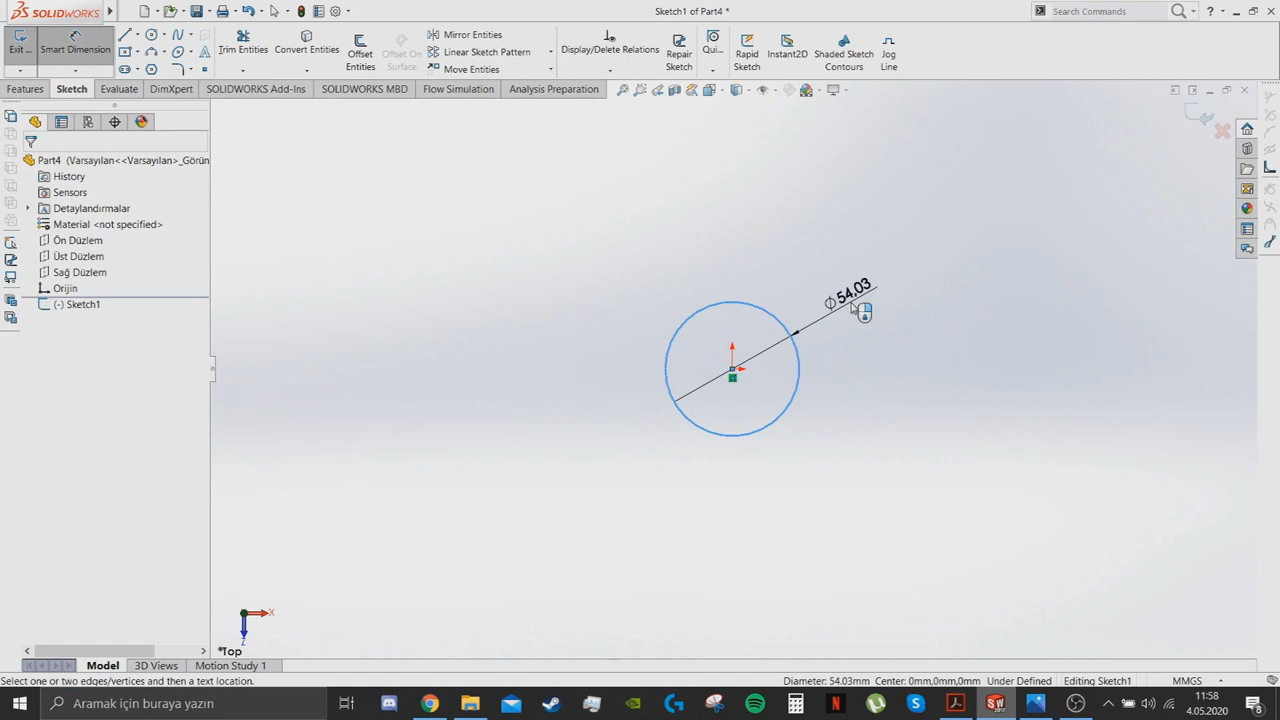 SOLIDWORKS
Sketch1 of Part4 *
Search Commands
Exit ...
Smart Dimension
Trim Entities
Convert Entities
Offset Entities
Offset On Surface
Mirror Entities
Linear Sketch Pattern
Move Entities
Display/Delete Relations
Repair Sketch
Qui...
Rapid Sketch
Instant2D
Shaded Sketch Contours
Jog Line
Features
Sketch
Evaluate
DimXpert
SOLIDWORKS Add-Ins
SOLIDWORKS MBD
Flow Simulation
Analysis Preparation
Part4 (Varsayılan<<Varsayılan>_Görün
History
Sensors
Detaylandırmalar
Material <not specified>
Ön Düzlem
Üst Düzlem
Sağ Düzlem
Orijin
(-) Sketch1
∅54,03
X
Z
*Top
Model
3D Views
Motion Study 1
Select one or two edges/vertices and then a text location.
Diameter: 54.03mm Center: 0mm,0mm,0mm
Under Defined
Editing Sketch1
MMGS
Aramak için buraya yazın
11:58
4.05.2020
8